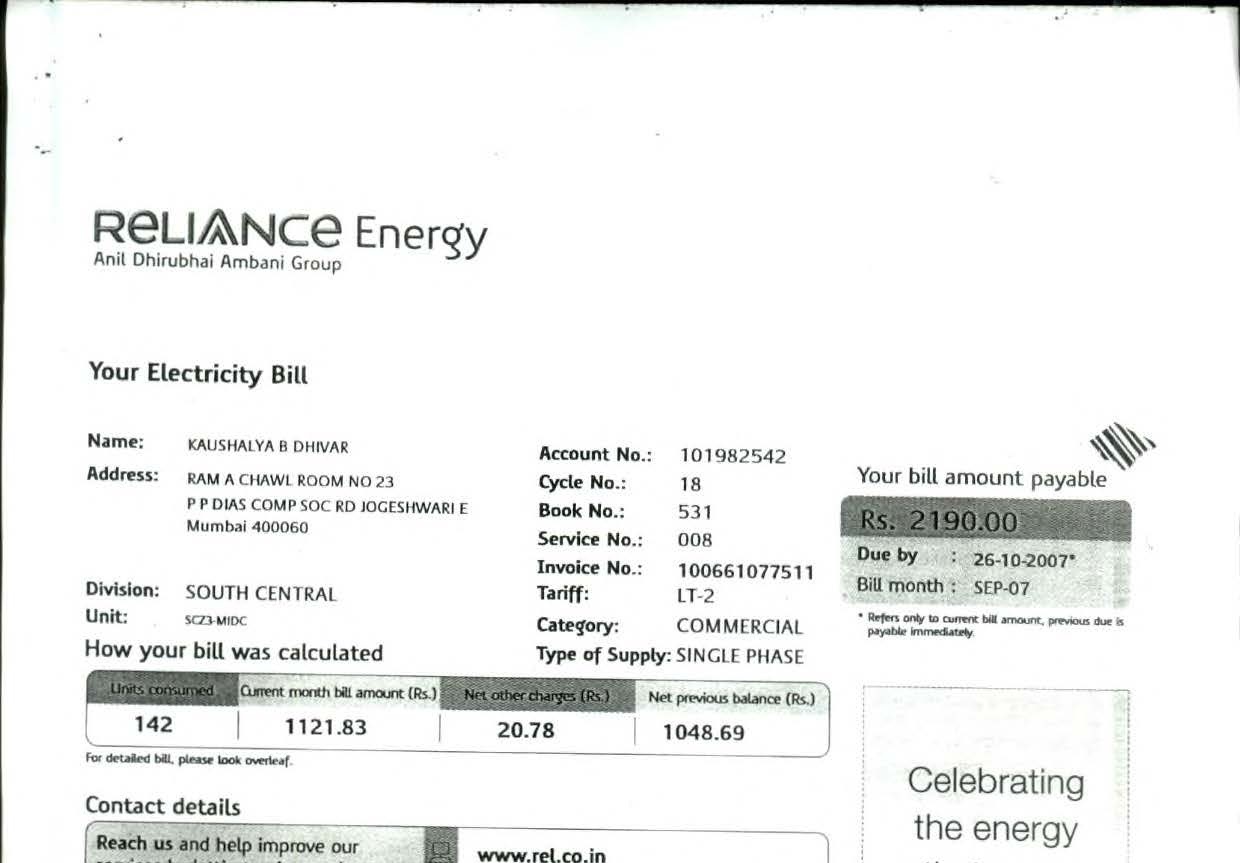 RELIANCE Energy
Anil Dhirubhai Ambani Group
Your Electricity Bill
Name: KAUSHALYA B DHIVAR
Address: RAM A CHAWL ROOM NO 23
P P DIAS COMP SOC RD JOGESHWARI E
Mumbai 400060
Division: SOUTH CENTRAL
Unit: SCZ3-MIDC
Account No.: 101982542
Cycle No.: 18
Book No.: 531
Service No.: 008
Invoice No.: 100661077511
Tariff: LT-2
Category: COMMERCIAL
Type of Supply: SINGLE PHASE
Your bill amount payable
Rs. 2190.00
Due by : 26-10-2007*
Bill month : SEP-07
* Refers only to current bill amount, previous due is
payable immediately.
How your bill was calculated
Units consumed Current month bill amount (Rs.) Net other charges (Rs.) Net previous balance (Rs.)
142 1121.83 20.78 1048.69
For detailed bill, please look overleaf.
Contact details
Reach us and help improve our
www.rel.co.in
Celebrating
the energy